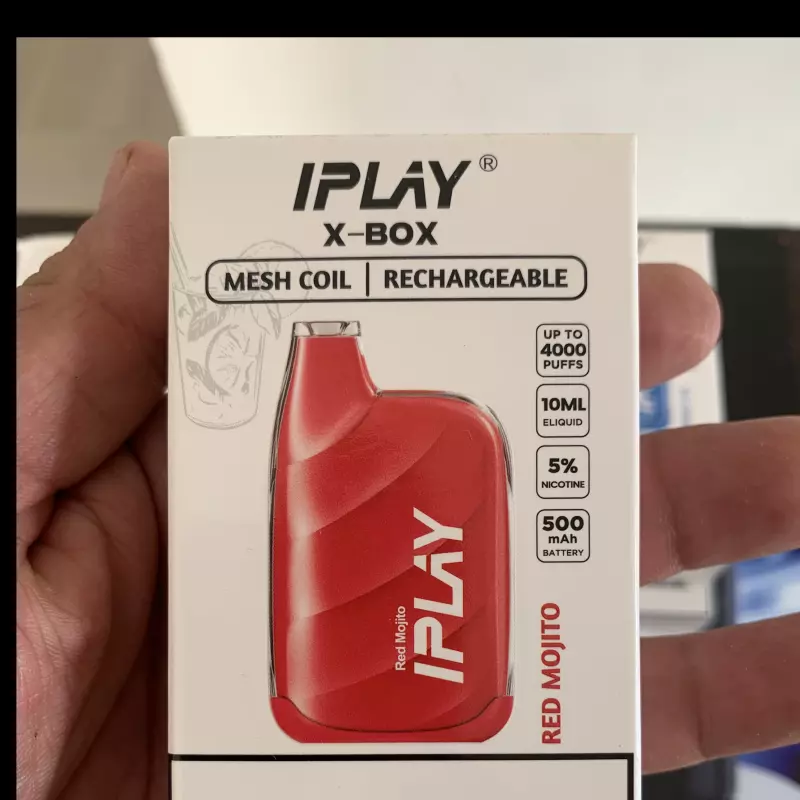 IPLAY®
X-BOX
MESH COIL | RECHARGEABLE
UP TO
4000
PUFFS
10ML
ELIQUID
5%
NICOTINE
500
mAh
BATTERY
Red Mojito
IPLAY
RED MOJITO